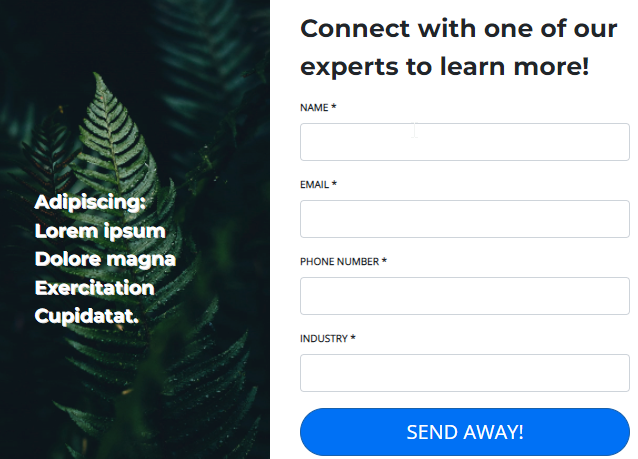 Adipiscing:
Lorem ipsum
Dolore magna
Exercitation
Cupidatat.
Connect with one of our
experts to learn more!
NAME *
EMAIL *
PHONE NUMBER *
INDUSTRY *
SEND AWAY!